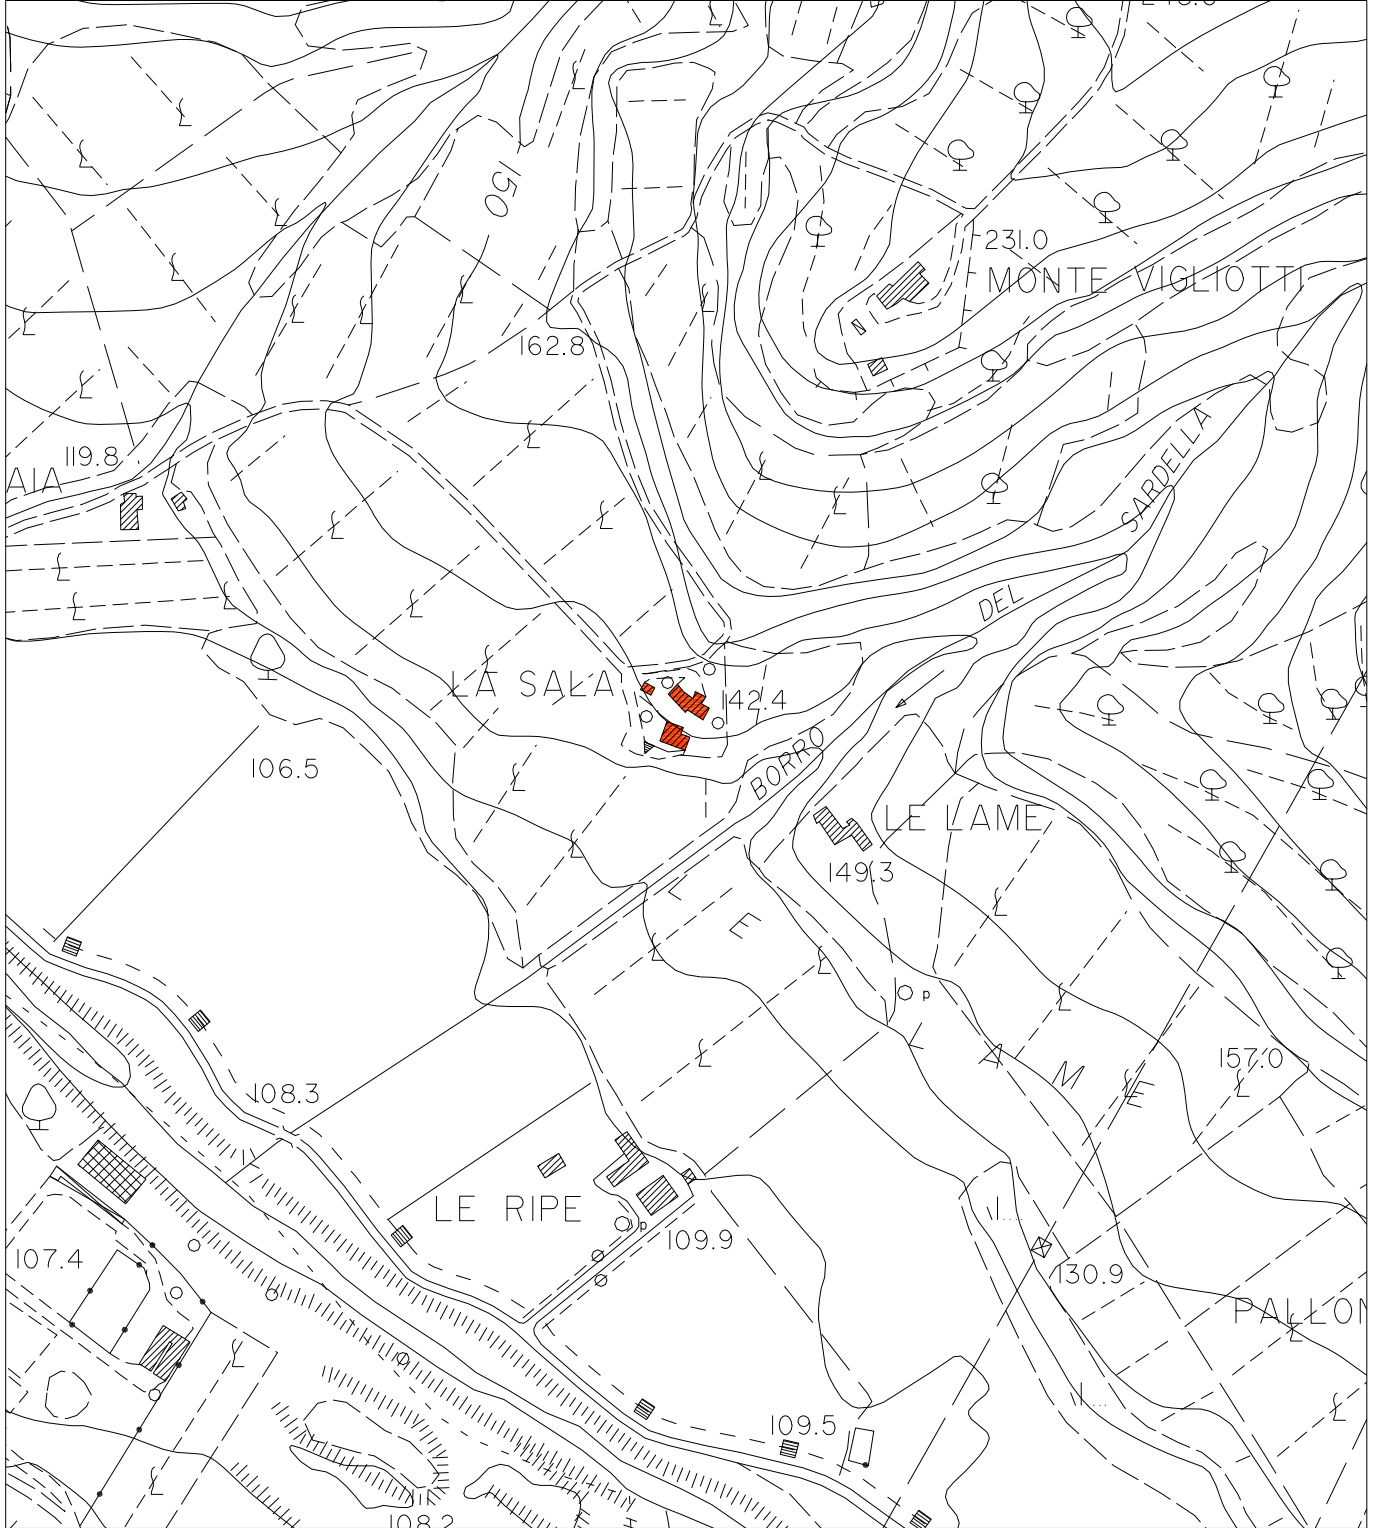 150
231.0
MONTE VIGLIOTTI
162.8
119.8
AIA
SARDELLA
DEL
LA SALA
142.4
BORRO
106.5
LE LAME
149.3
LE
p
LAME
157.0
108.3
LE RIPE
p
109.9
107.4
130.9
PALLON
109.5
108.2